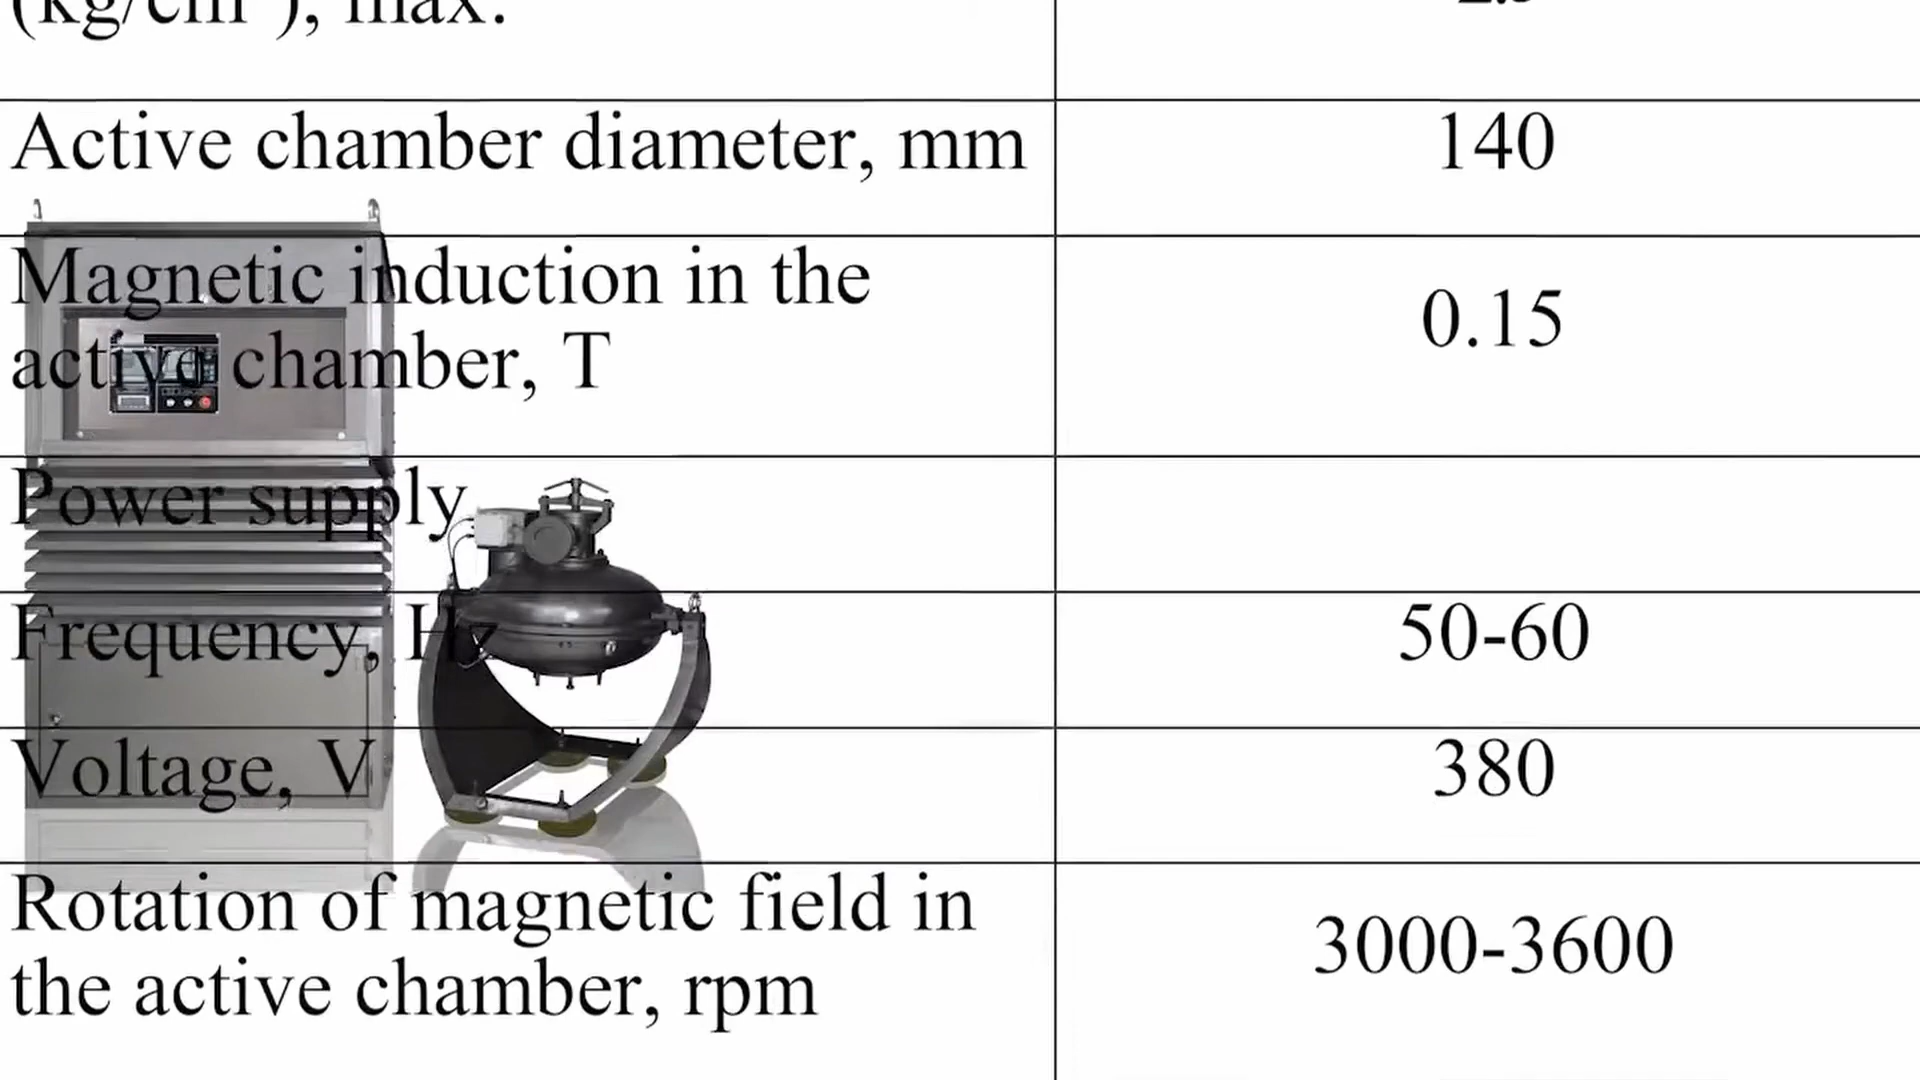 (kg/cm²), max.
Active chamber diameter, mm
140
Magnetic induction in the
active chamber, T
0.15
Power supply
Frequency, Hz
50-60
Voltage, V
380
Rotation of magnetic field in
the active chamber, rpm
3000-3600